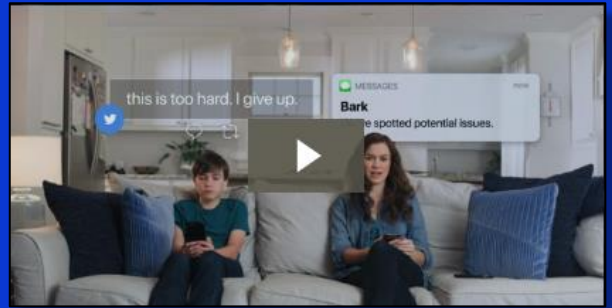 this is too hard. I give up.
MESSAGES now
Bark
spotted potential issues.